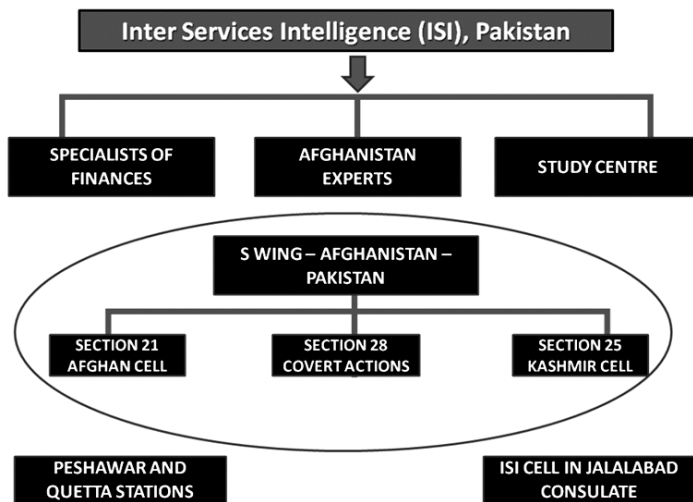 Inter Services Intelligence (ISI), Pakistan
SPECIALISTS OF
FINANCES
AFGHANISTAN
EXPERTS
STUDY CENTRE
S WING – AFGHANISTAN –
PAKISTAN
SECTION 21
AFGHAN CELL
SECTION 28
COVERT ACTIONS
SECTION 25
KASHMIR CELL
PESHAWAR AND
QUETTA STATIONS
ISI CELL IN JALALABAD
CONSULATE